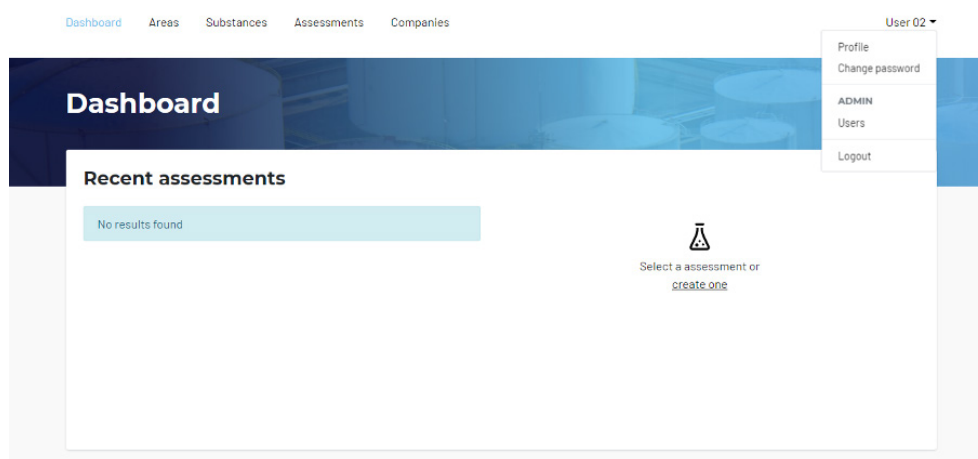 Dashboard Areas Substances Assessments Companies User 02
Profile
Change password
ADMIN
Users
Logout
Dashboard
Recent assessments
No results found
Select a assessment or
create one